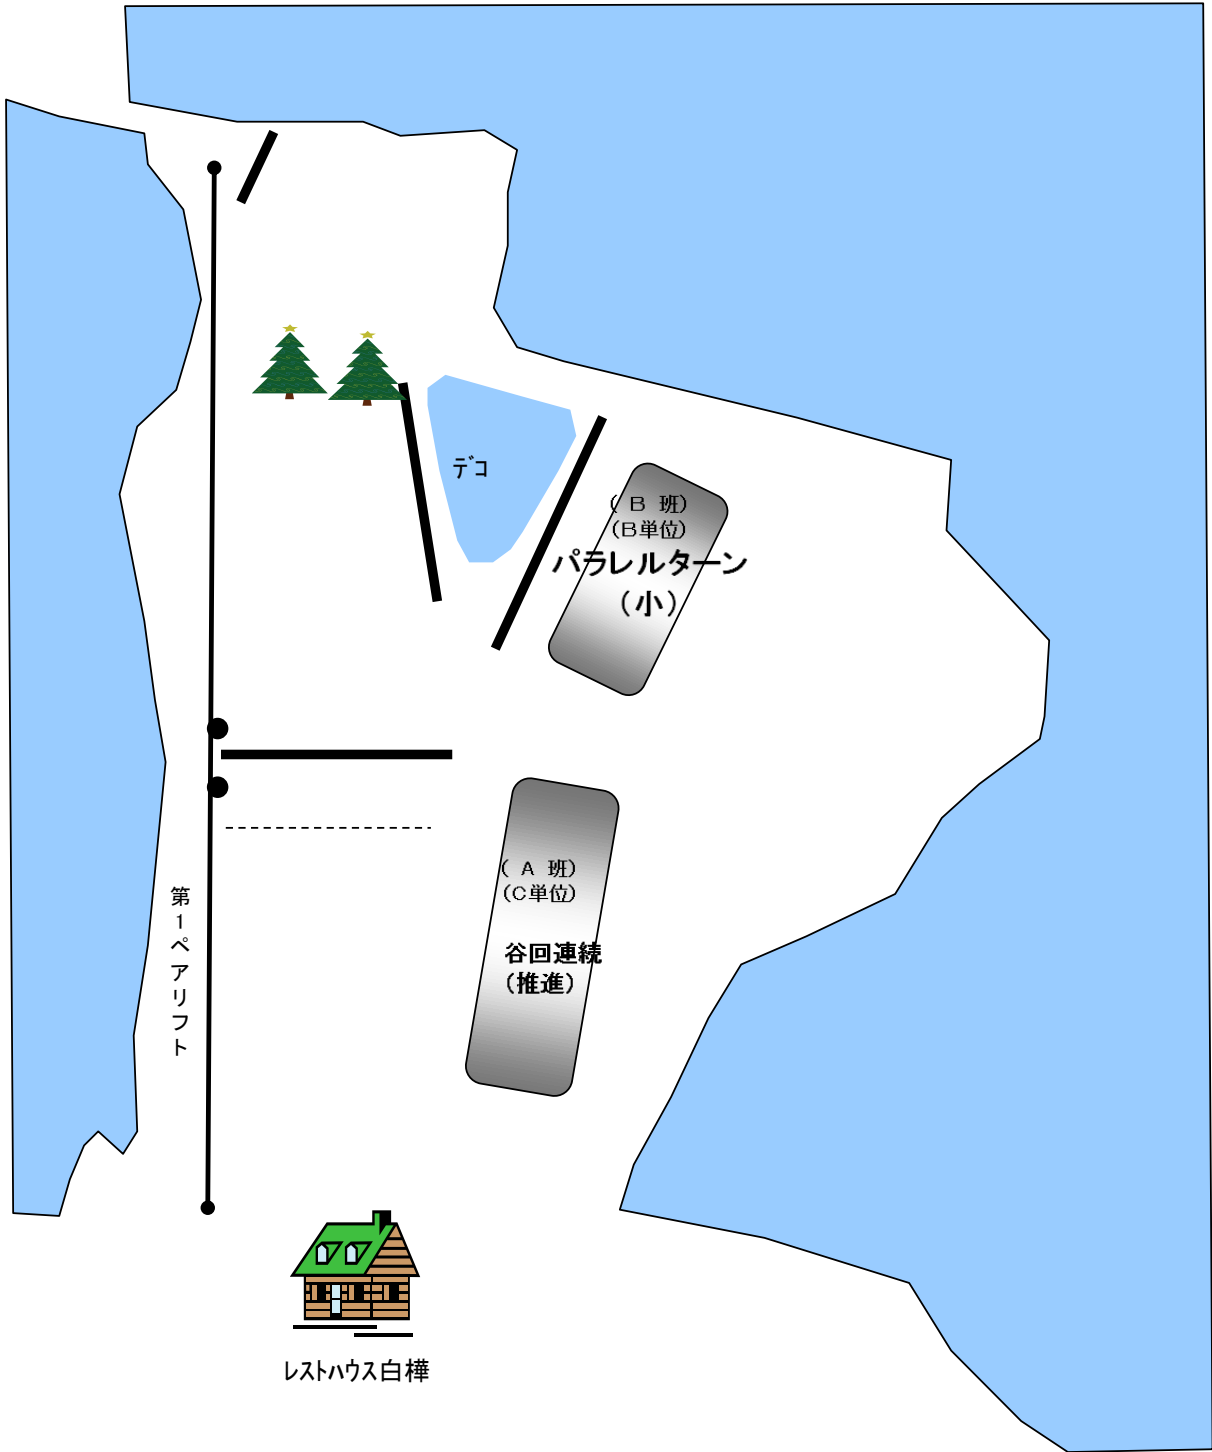 デコ
( B 班)
(B単位)
パラレルターン
(小)
( A 班)
(C単位)
谷回連続
(推進)
第1ペアリフト
レストハウス白樺